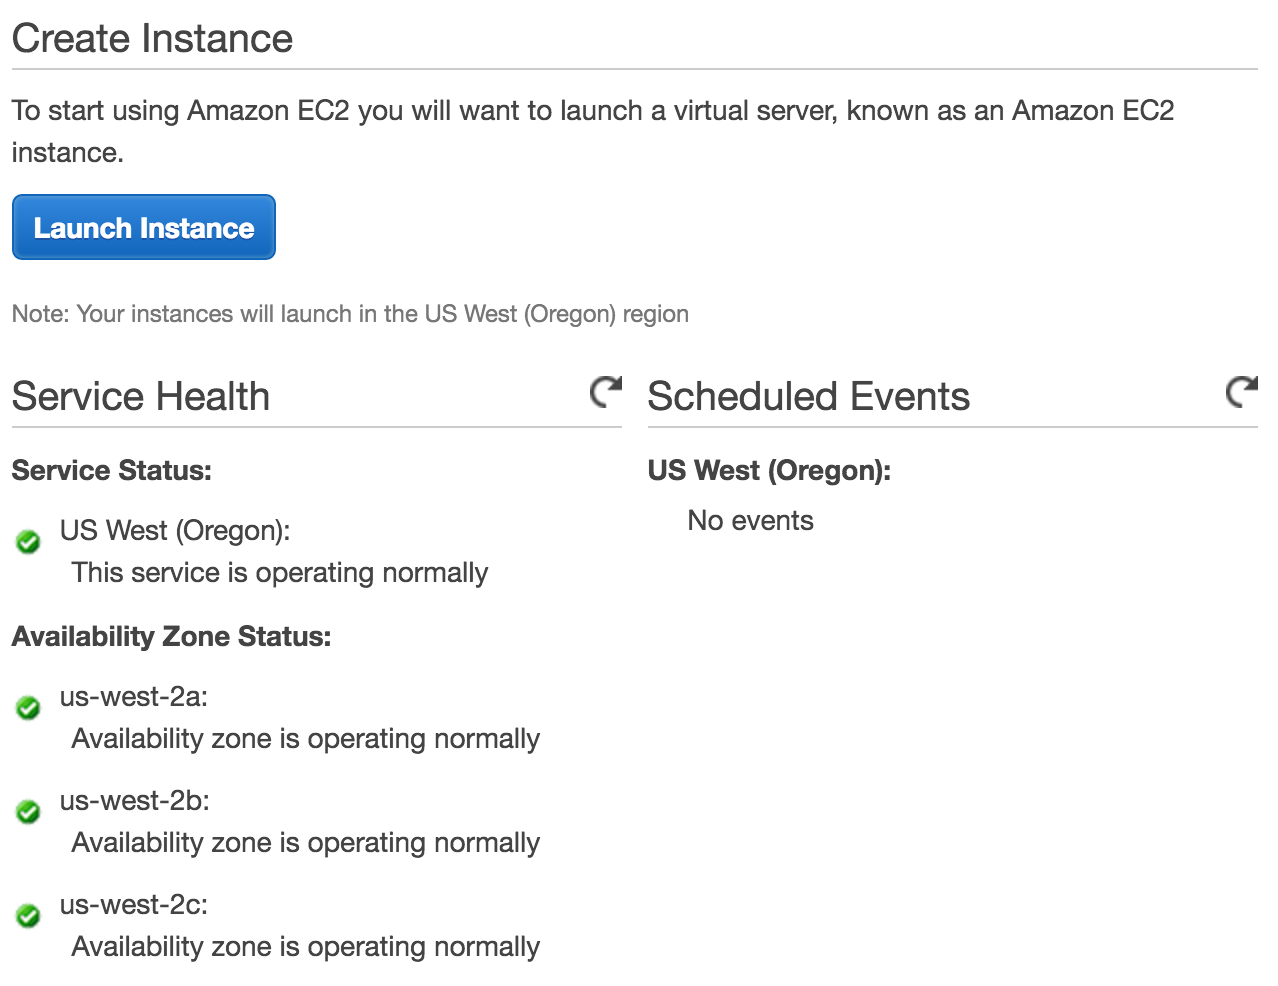 Create Instance
To start using Amazon EC2 you will want to launch a virtual server, known as an Amazon EC2
instance.
Launch Instance
Note: Your instances will launch in the US West (Oregon) region
Service Health
Service Status:
US West (Oregon):
This service is operating normally
Availability Zone Status:
us-west-2a:
Availability zone is operating normally
us-west-2b:
Availability zone is operating normally
us-west-2c:
Availability zone is operating normally
Scheduled Events
US West (Oregon):
No events